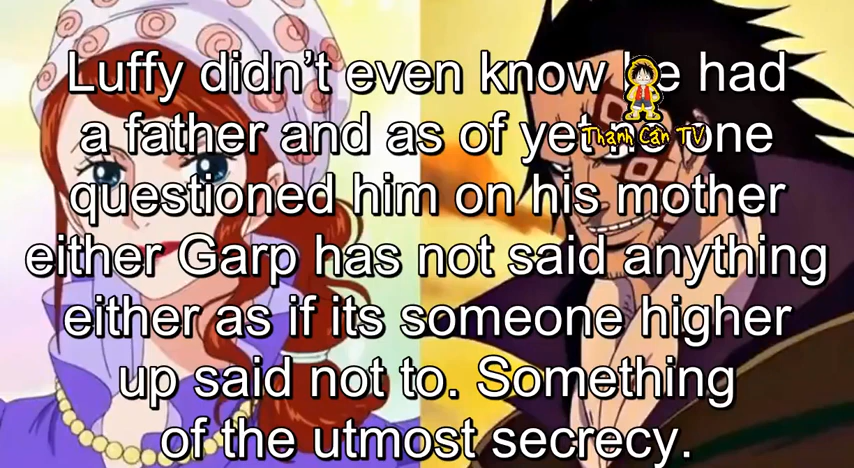 Luffy didn't even know he had
a father and as of yet no one
questioned him on his mother
either Garp has not said anything
either as if its someone higher
up said not to. Something
of the utmost secrecy.
Thanh Cán TV